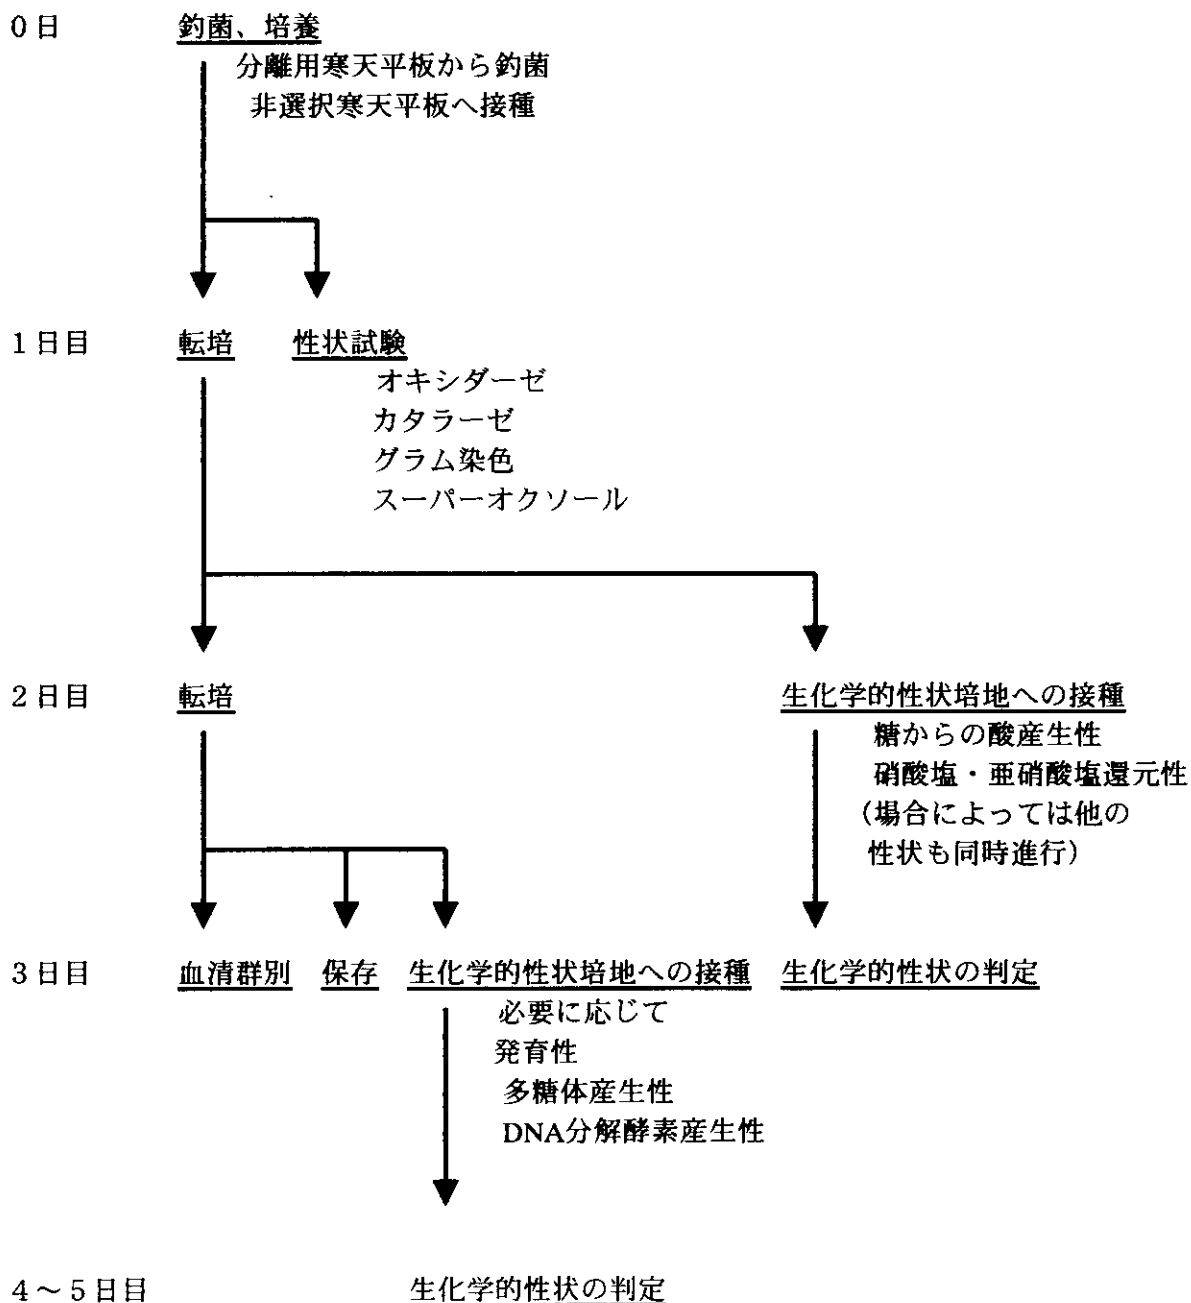 0日 釣菌、培養
分離用寒天平板から釣菌
非選択寒天平板へ接種
1日目 転培 性状試験
オキシダーゼ
カタラーゼ
グラム染色
スーパーオクソール
2日目 転培 生化学的性状培地への接種
糖からの酸産生性
硝酸塩・亜硝酸塩還元性
(場合によっては他の
性状も同時進行)
3日目 血清群別 保存 生化学的性状培地への接種 生化学的性状の判定
必要に応じて
発育性
多糖体産生性
DNA分解酵素産生性
4〜5日目 生化学的性状の判定